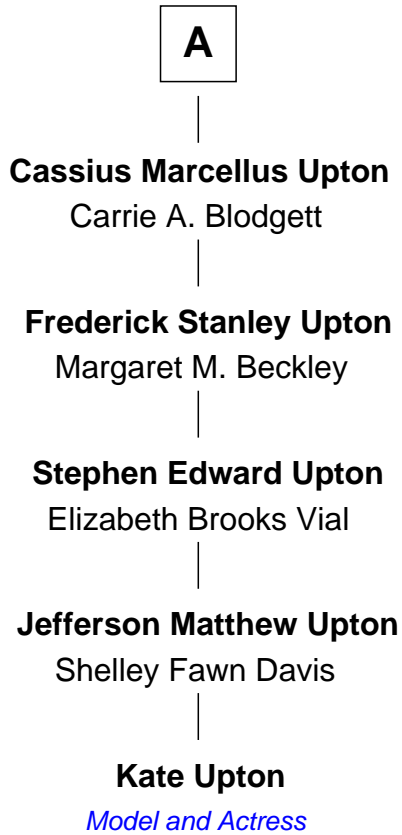 A
Cassius Marcellus Upton
Carrie A. Blodgett
Frederick Stanley Upton
Margaret M. Beckley
Stephen Edward Upton
Elizabeth Brooks Vial
Jefferson Matthew Upton
Shelley Fawn Davis
Kate Upton
Model and Actress